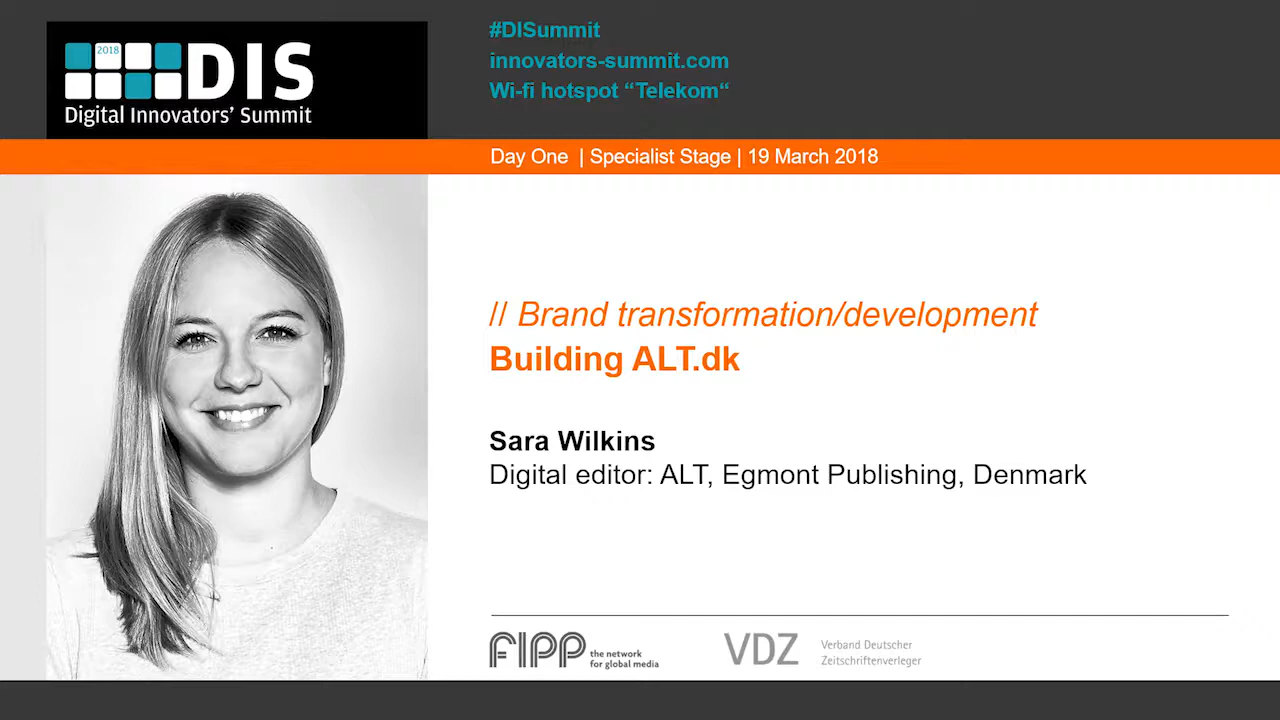 2018
DIS
Digital Innovators’ Summit
#DISummit
innovators-summit.com
Wi-fi hotspot “Telekom“
Day One | Specialist Stage | 19 March 2018
// Brand transformation/development
Building ALT.dk
Sara Wilkins
Digital editor: ALT, Egmont Publishing, Denmark
FIPP the network
for global media
VDZ Verband Deutscher
Zeitschriftenverleger